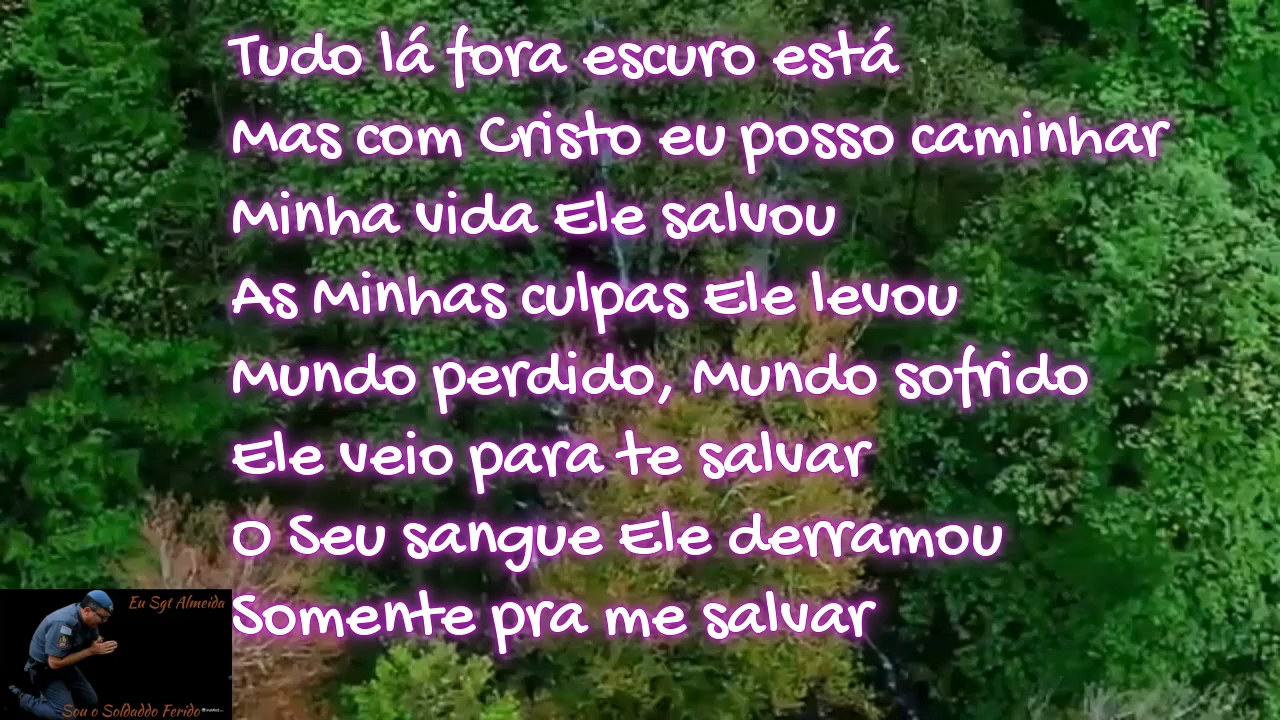 Tudo lá fora escuro está
Mas com Cristo eu posso caminhar
Minha vida Ele salvou
As Minhas culpas Ele levou
Mundo perdido, Mundo sofrido
Ele veio para te salvar
O Seu sangue Ele derramou
Somente pra me salvar
Eu Sgt Almeida
Sou o Soldaddo Ferido